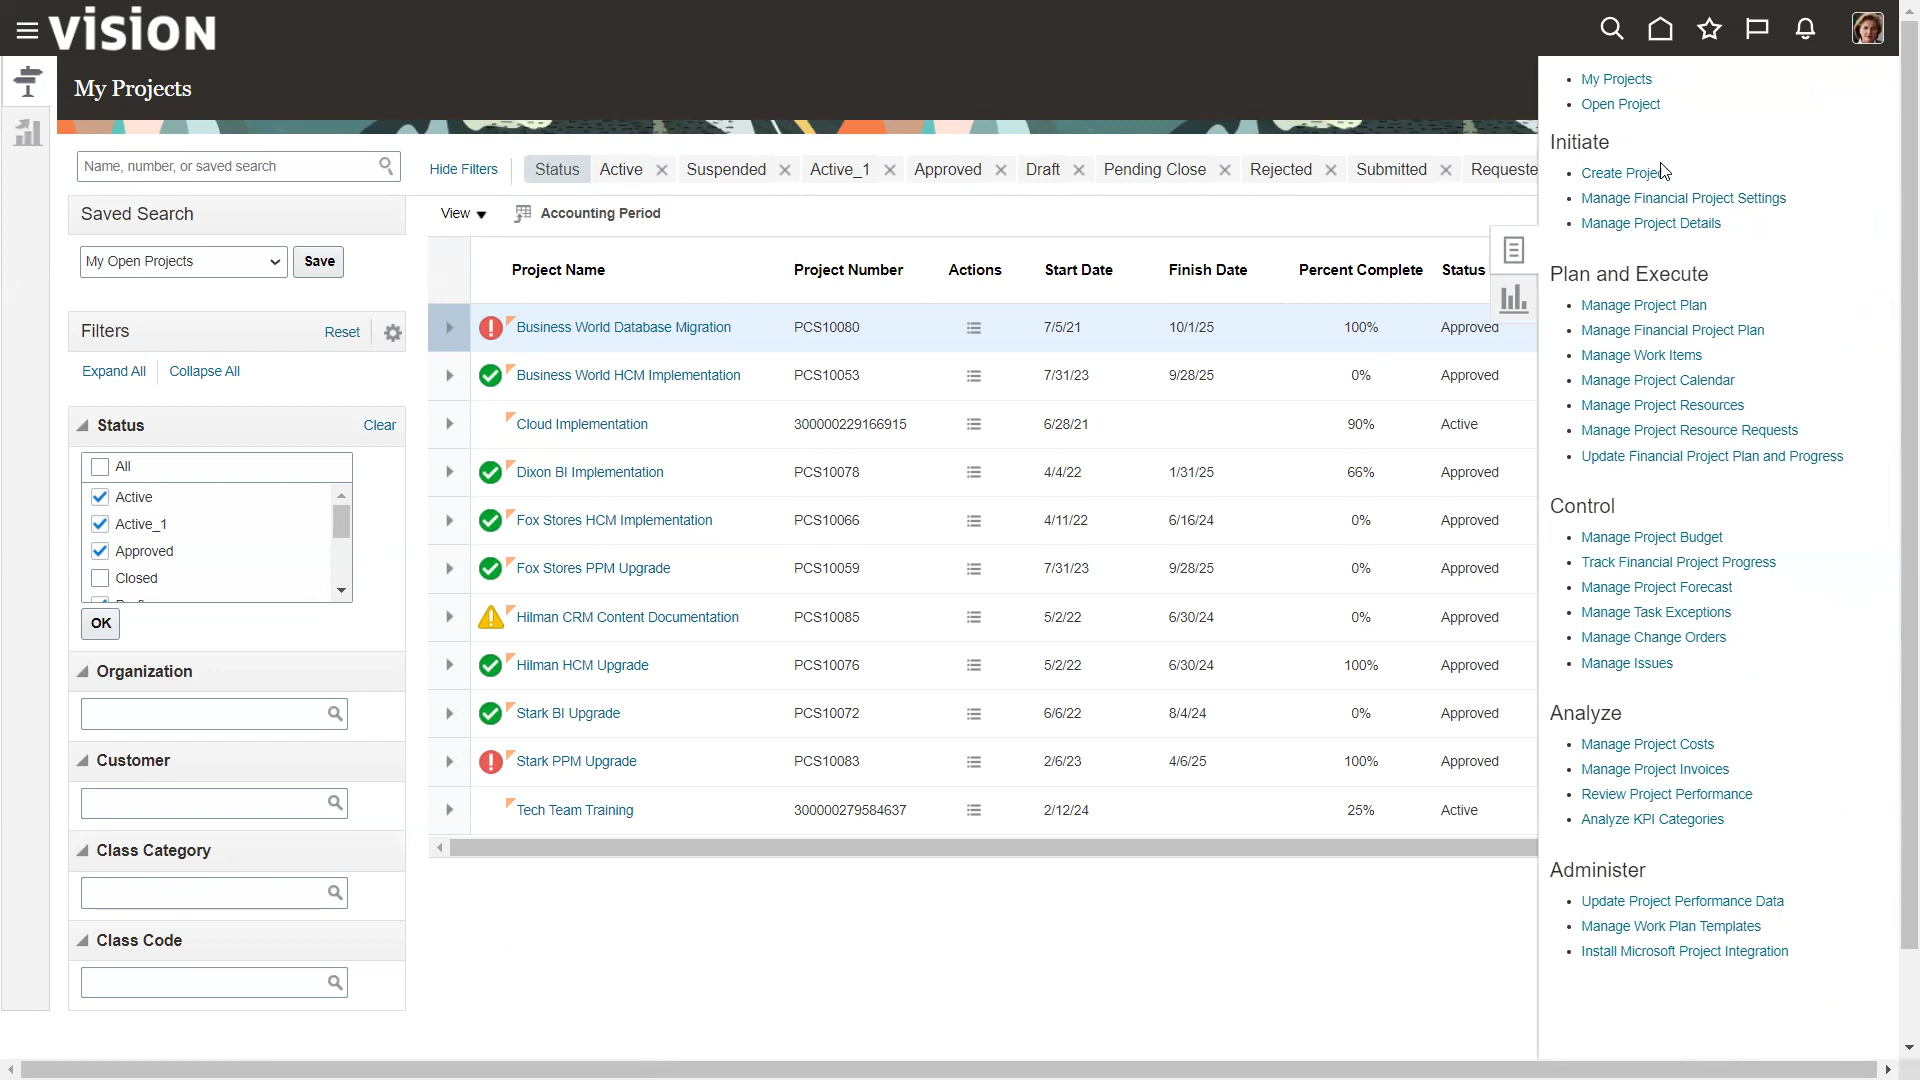 VISION
My Projects
Name, number, or saved search
Saved Search
My Open Projects
Save
Filters
Reset
Expand All
Collapse All
Status
Clear
All
Active
Active_1
Approved
Closed
OK
Organization
Customer
Class Category
Class Code
Hide Filters
Status Active Suspended Active_1 Approved Draft Pending Close Rejected Submitted Requeste
View
Accounting Period
Project Name Project Number Actions Start Date Finish Date Percent Complete Status
Business World Database Migration PCS10080 7/5/21 10/1/25 100% Approved
Business World HCM Implementation PCS10053 7/31/23 9/28/25 0% Approved
Cloud Implementation 300000229166915 6/28/21 90% Active
Dixon BI Implementation PCS10078 4/4/22 1/31/25 66% Approved
Fox Stores HCM Implementation PCS10066 4/11/22 6/16/24 0% Approved
Fox Stores PPM Upgrade PCS10059 7/31/23 9/28/25 0% Approved
Hilman CRM Content Documentation PCS10085 5/2/22 6/30/24 0% Approved
Hilman HCM Upgrade PCS10076 5/2/22 6/30/24 100% Approved
Stark BI Upgrade PCS10072 6/6/22 8/4/24 0% Approved
Stark PPM Upgrade PCS10083 2/6/23 4/6/25 100% Approved
Tech Team Training 300000279584637 2/12/24 25% Active
My Projects
Open Project
Initiate
Create Project
Manage Financial Project Settings
Manage Project Details
Plan and Execute
Manage Project Plan
Manage Financial Project Plan
Manage Work Items
Manage Project Calendar
Manage Project Resources
Manage Project Resource Requests
Update Financial Project Plan and Progress
Control
Manage Project Budget
Track Financial Project Progress
Manage Project Forecast
Manage Task Exceptions
Manage Change Orders
Manage Issues
Analyze
Manage Project Costs
Manage Project Invoices
Review Project Performance
Analyze KPI Categories
Administer
Update Project Performance Data
Manage Work Plan Templates
Install Microsoft Project Integration